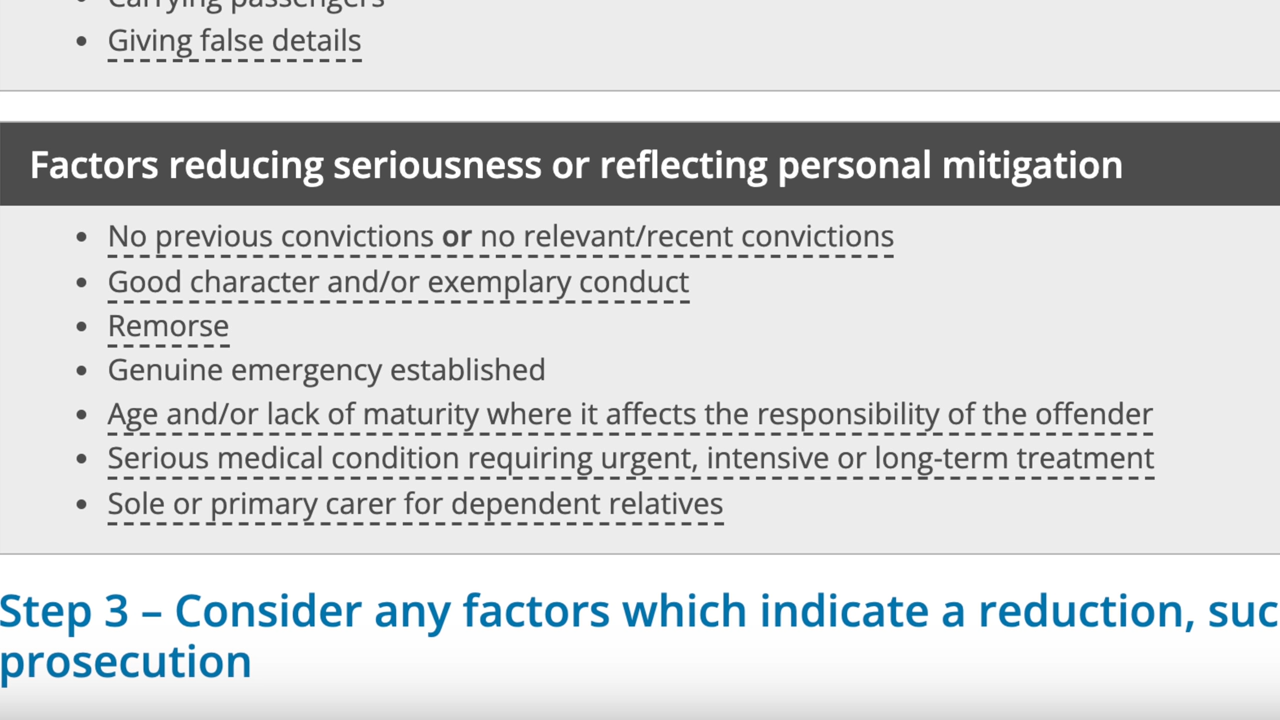 Carrying passengers
Giving false details
Factors reducing seriousness or reflecting personal mitigation
No previous convictions or no relevant/recent convictions
Good character and/or exemplary conduct
Remorse
Genuine emergency established
Age and/or lack of maturity where it affects the responsibility of the offender
Serious medical condition requiring urgent, intensive or long-term treatment
Sole or primary carer for dependent relatives
Step 3 – Consider any factors which indicate a reduction, suc
prosecution